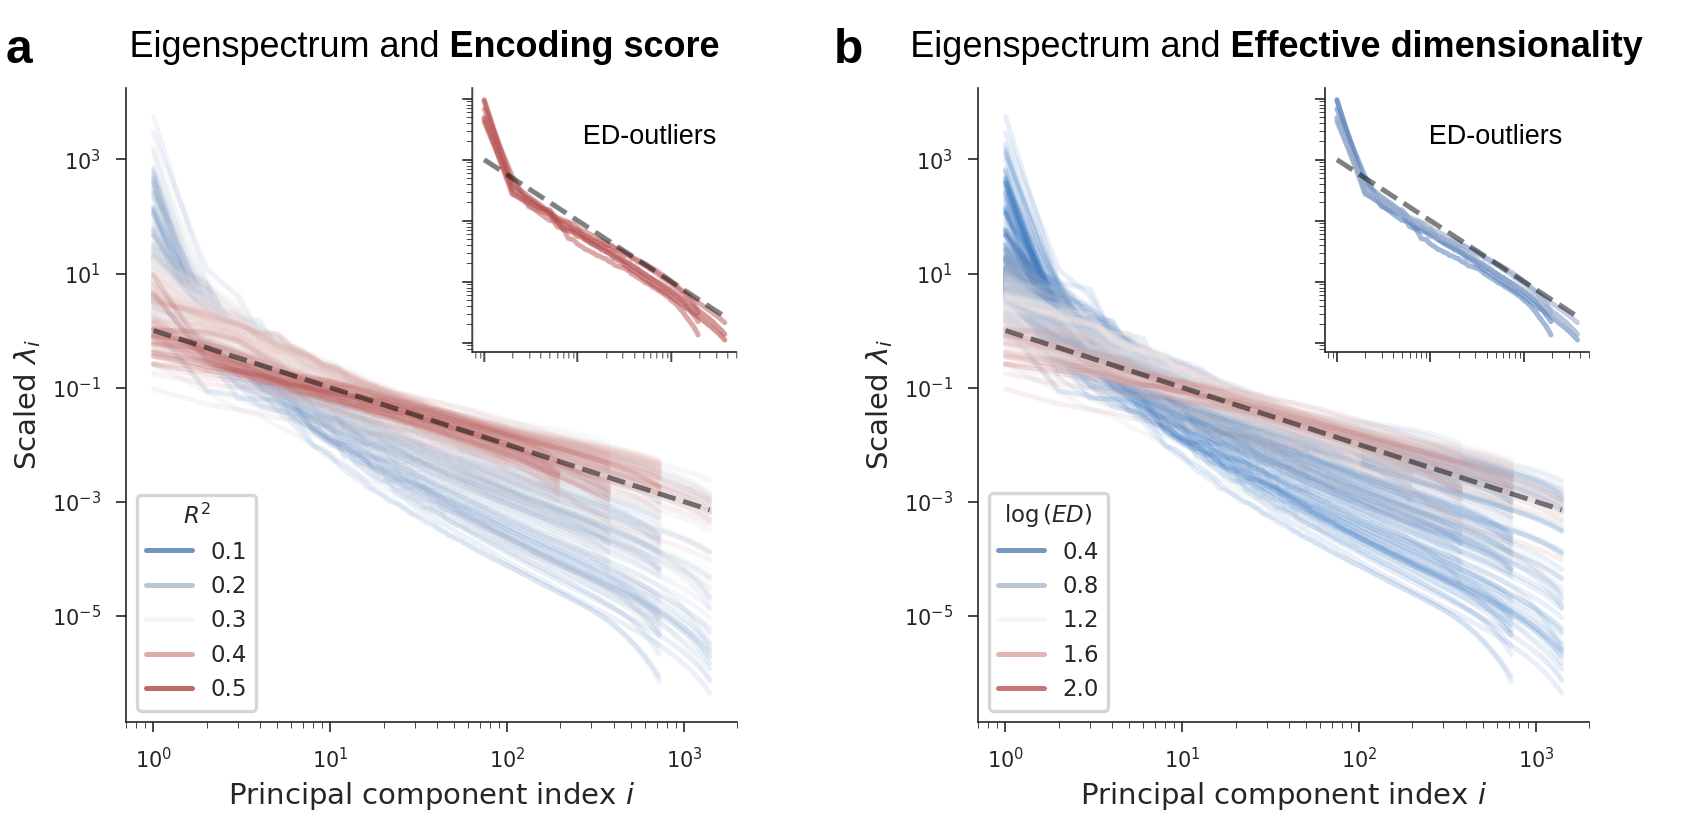 a
Eigenspectrum and Encoding score
ED-outliers
10^3
10^1
10^-1
10^-3
10^-5
Scaled λ_i
R^2
0.1
0.2
0.3
0.4
0.5
10^0
10^1
10^2
10^3
Principal component index i
b
Eigenspectrum and Effective dimensionality
ED-outliers
10^3
10^1
10^-1
10^-3
10^-5
Scaled λ_i
log (ED)
0.4
0.8
1.2
1.6
2.0
10^0
10^1
10^2
10^3
Principal component index i